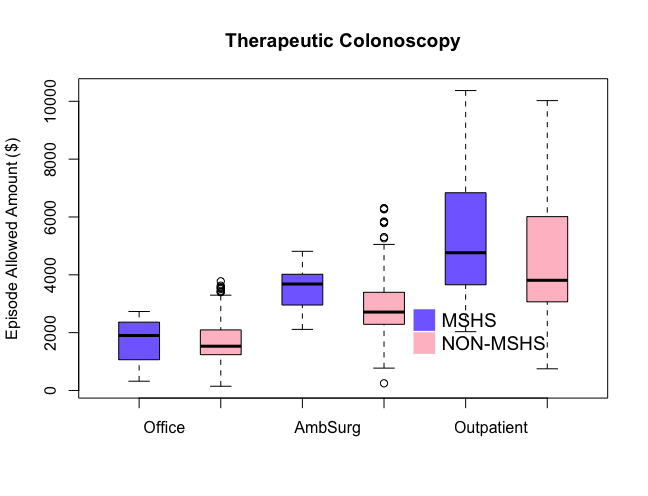 Therapeutic Colonoscopy
Episode Allowed Amount ($)
10000
8000
6000
4000
2000
0
MSHS
NON-MSHS
Office AmbSurg Outpatient